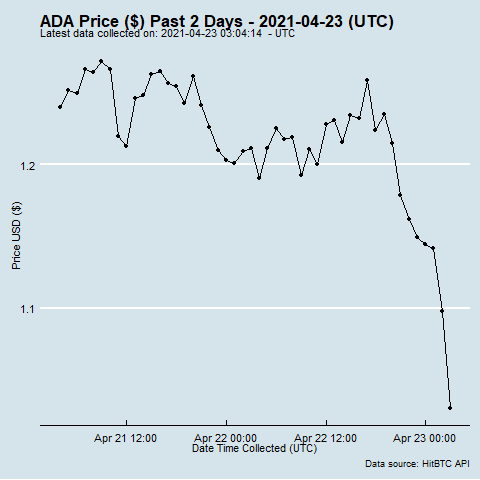 ADA Price ($) Past 2 Days - 2021-04-23 (UTC)
Latest data collected on: 2021-04-23 03:04:14 - UTC
1.2
Price USD ($)
1.1
Apr 21 12:00 Apr 22 00:00 Apr 22 12:00 Apr 23 00:00
Date Time Collected (UTC)
Data source: HitBTC API